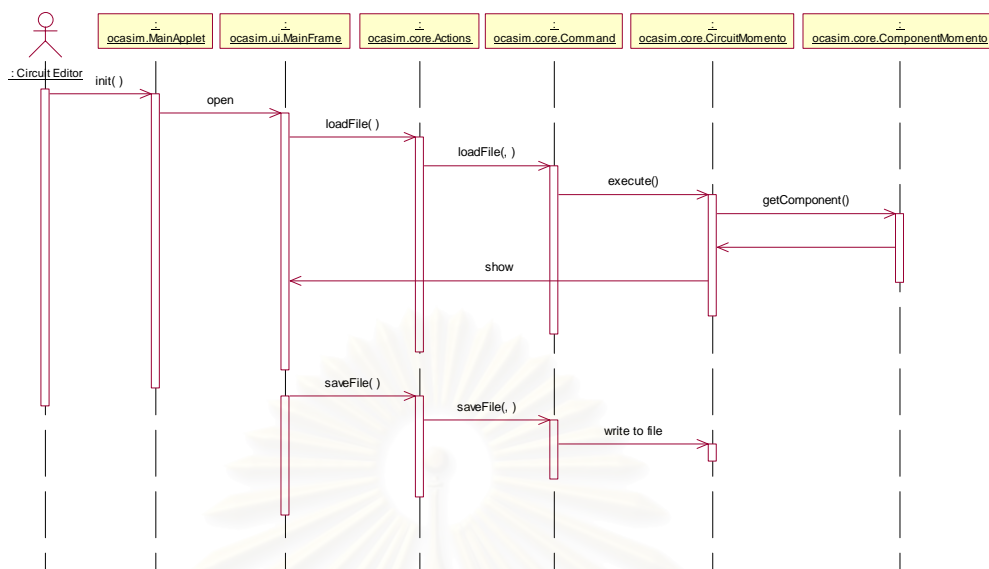 :
ocasim.MainApplet
:
ocasim.ui.MainFrame
:
ocasim.core.Actions
:
ocasim.core.Command
:
ocasim.core.CircuitMomento
:
ocasim.core.ComponentMomento
: Circuit Editor
init( )
open
loadFile( )
loadFile(, )
execute()
getComponent()
show
saveFile( )
saveFile(, )
write to file